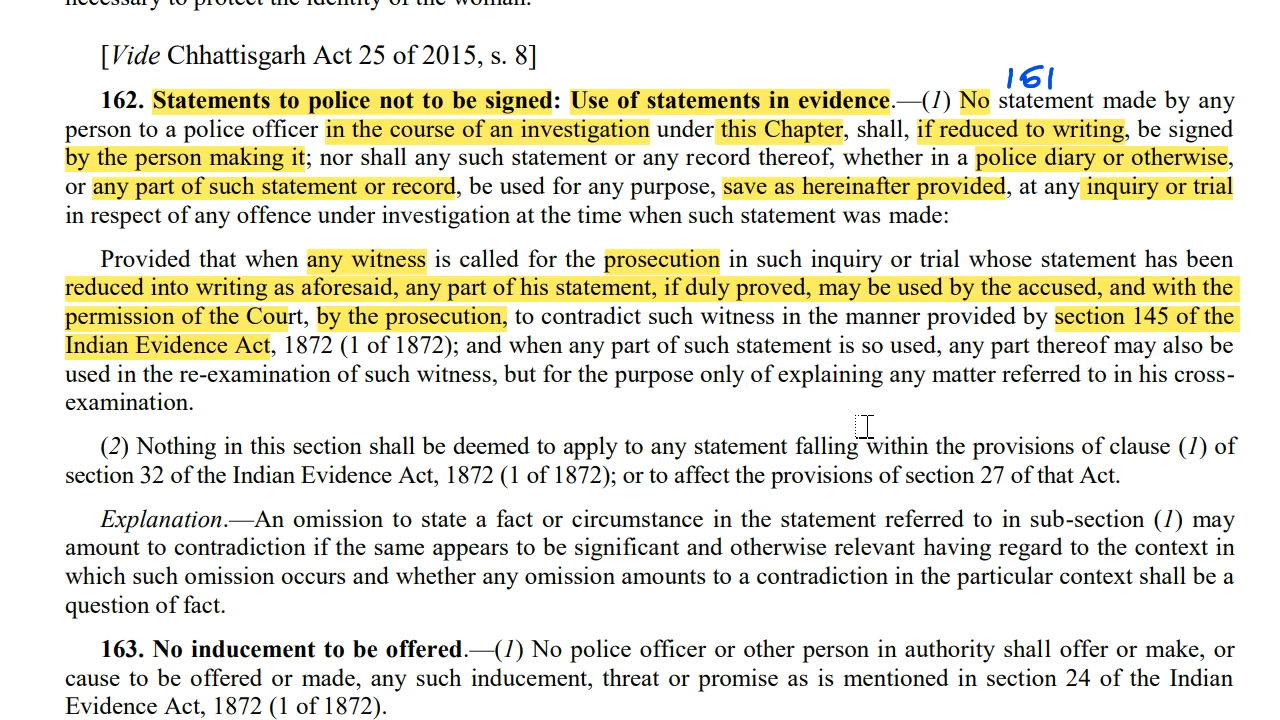 [Vide Chhattisgarh Act 25 of 2015, s. 8]
161
162. Statements to police not to be signed: Use of statements in evidence.—(1) No statement made by any
person to a police officer in the course of an investigation under this Chapter, shall, if reduced to writing, be signed
by the person making it; nor shall any such statement or any record thereof, whether in a police diary or otherwise,
or any part of such statement or record, be used for any purpose, save as hereinafter provided, at any inquiry or trial
in respect of any offence under investigation at the time when such statement was made:
Provided that when any witness is called for the prosecution in such inquiry or trial whose statement has been
reduced into writing as aforesaid, any part of his statement, if duly proved, may be used by the accused, and with the
permission of the Court, by the prosecution, to contradict such witness in the manner provided by section 145 of the
Indian Evidence Act, 1872 (1 of 1872); and when any part of such statement is so used, any part thereof may also be
used in the re-examination of such witness, but for the purpose only of explaining any matter referred to in his cross-
examination.
(2) Nothing in this section shall be deemed to apply to any statement falling within the provisions of clause (1) of
section 32 of the Indian Evidence Act, 1872 (1 of 1872); or to affect the provisions of section 27 of that Act.
Explanation.—An omission to state a fact or circumstance in the statement referred to in sub-section (1) may
amount to contradiction if the same appears to be significant and otherwise relevant having regard to the context in
which such omission occurs and whether any omission amounts to a contradiction in the particular context shall be a
question of fact.
163. No inducement to be offered.—(1) No police officer or other person in authority shall offer or make, or
cause to be offered or made, any such inducement, threat or promise as is mentioned in section 24 of the Indian
Evidence Act, 1872 (1 of 1872).